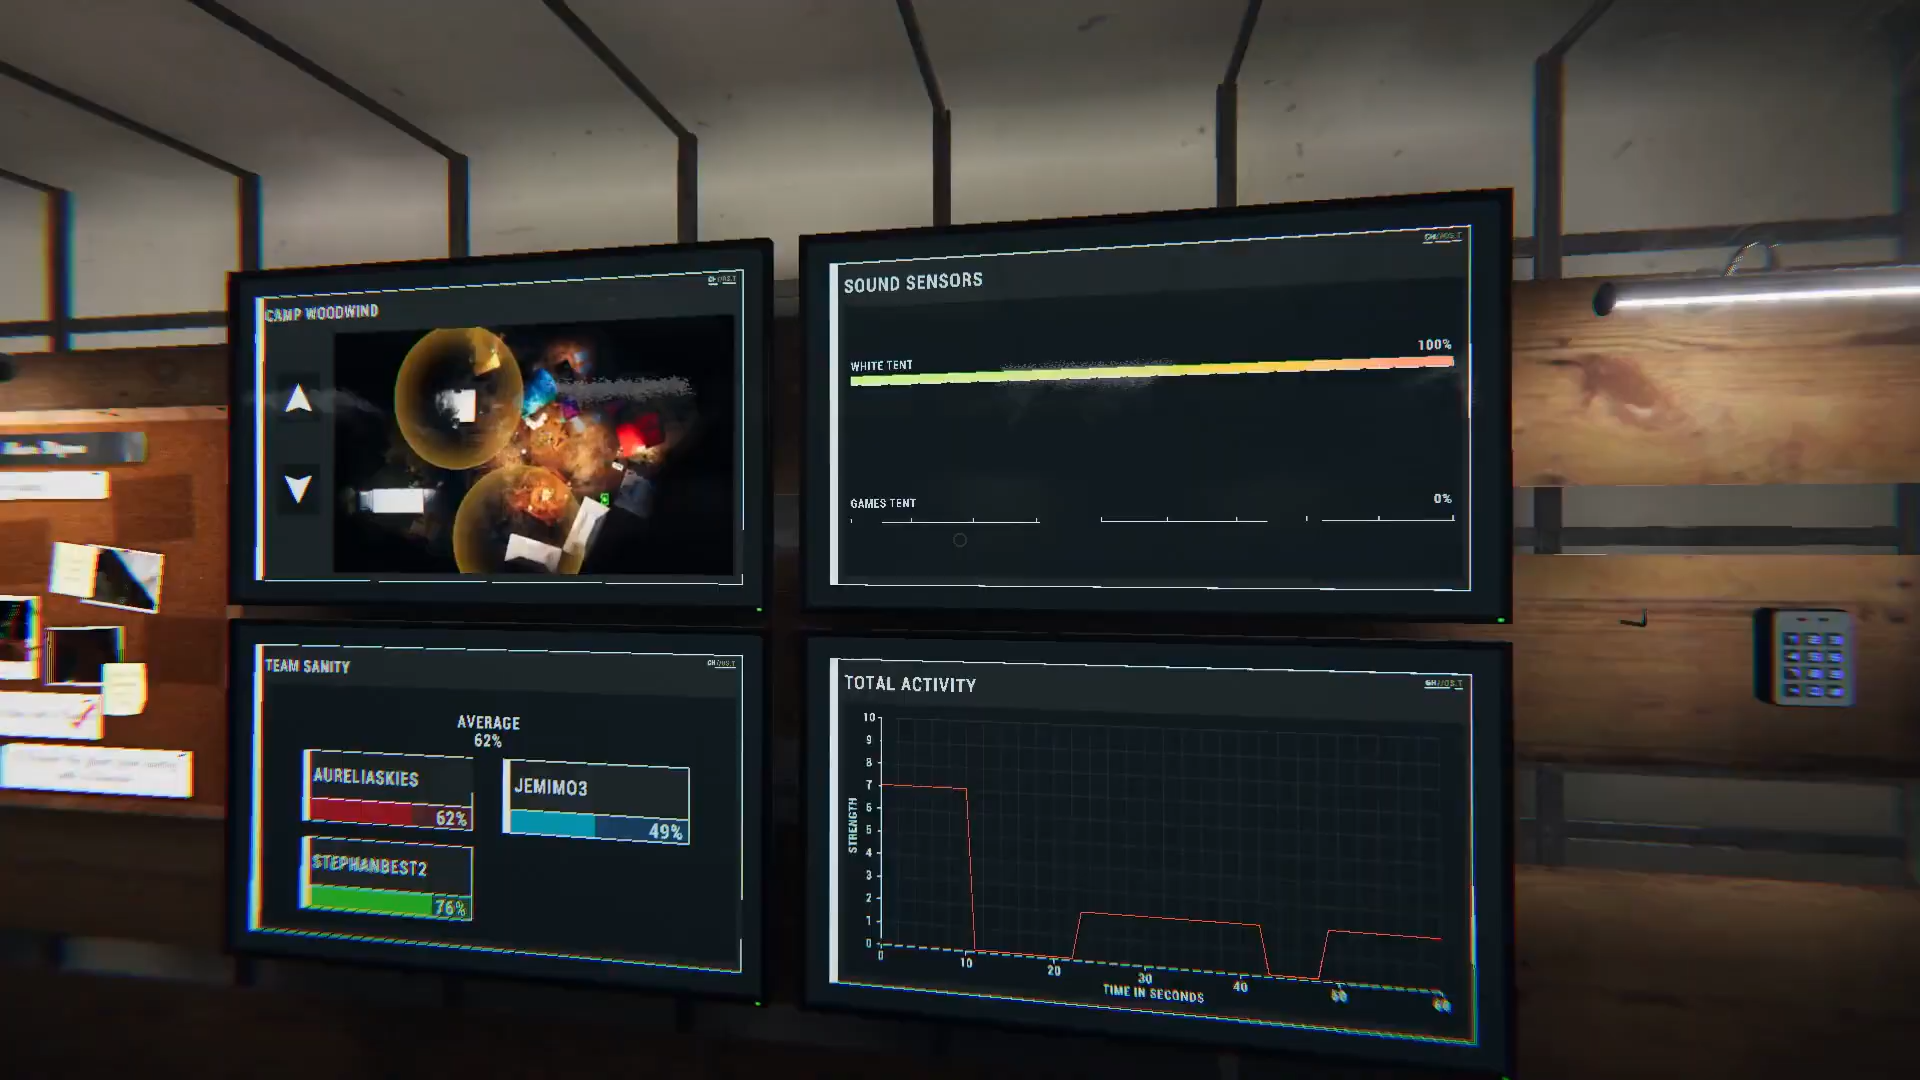 CAMP WOODWIND
SOUND SENSORS
WHITE TENT
100%
GAMES TENT
0%
TEAM SANITY
AVERAGE
62%
AURELIASKIES
62%
JEMIMO3
49%
STEPHANBEST2
76%
TOTAL ACTIVITY
STRENGTH
10
9
8
7
6
5
4
3
2
1
0
0 10 20 30 40 50 60
TIME IN SECONDS